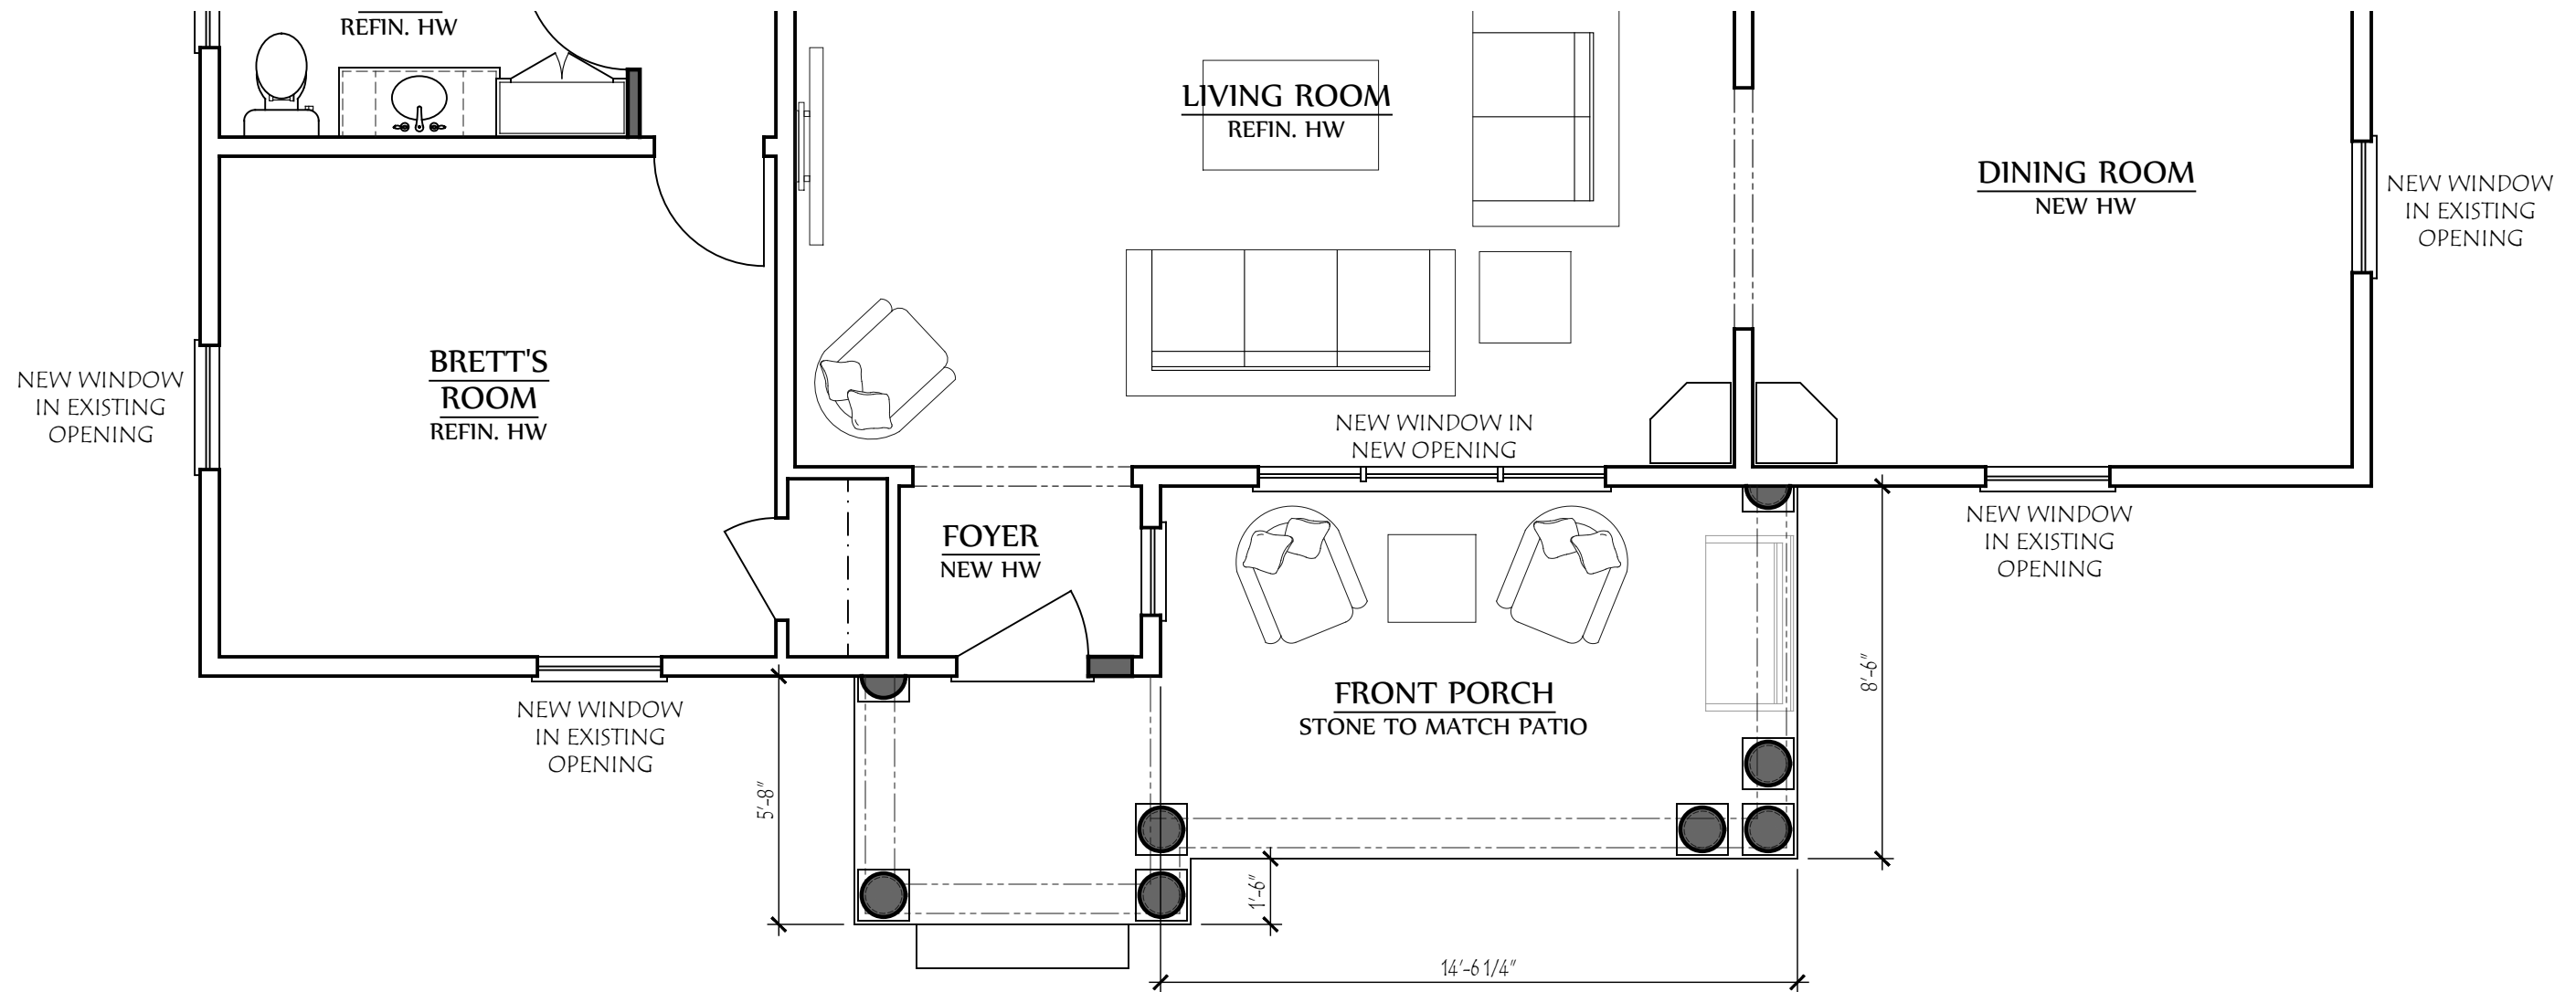 REFIN. HW
LIVING ROOM
REFIN. HW
DINING ROOM
NEW HW
NEW WINDOW
IN EXISTING
OPENING
BRETT'S
ROOM
REFIN. HW
NEW WINDOW
IN EXISTING
OPENING
NEW WINDOW IN
NEW OPENING
FOYER
NEW HW
NEW WINDOW
IN EXISTING
OPENING
FRONT PORCH
STONE TO MATCH PATIO
8'-6"
NEW WINDOW
IN EXISTING
OPENING
5'-8"
1'-6"
14'-6 1/4"